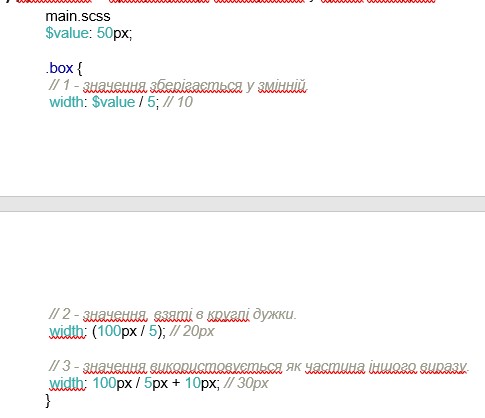 main.scss
$value: 50px;
.box {
// 1 - значення зберігається у змінній.
width: $value / 5; // 10
// 2 - значення взяті в круглі дужки.
width: (100px / 5); // 20px
// 3 - значення використовується як частина іншого виразу.
width: 100px / 5px + 10px; // 30px
}